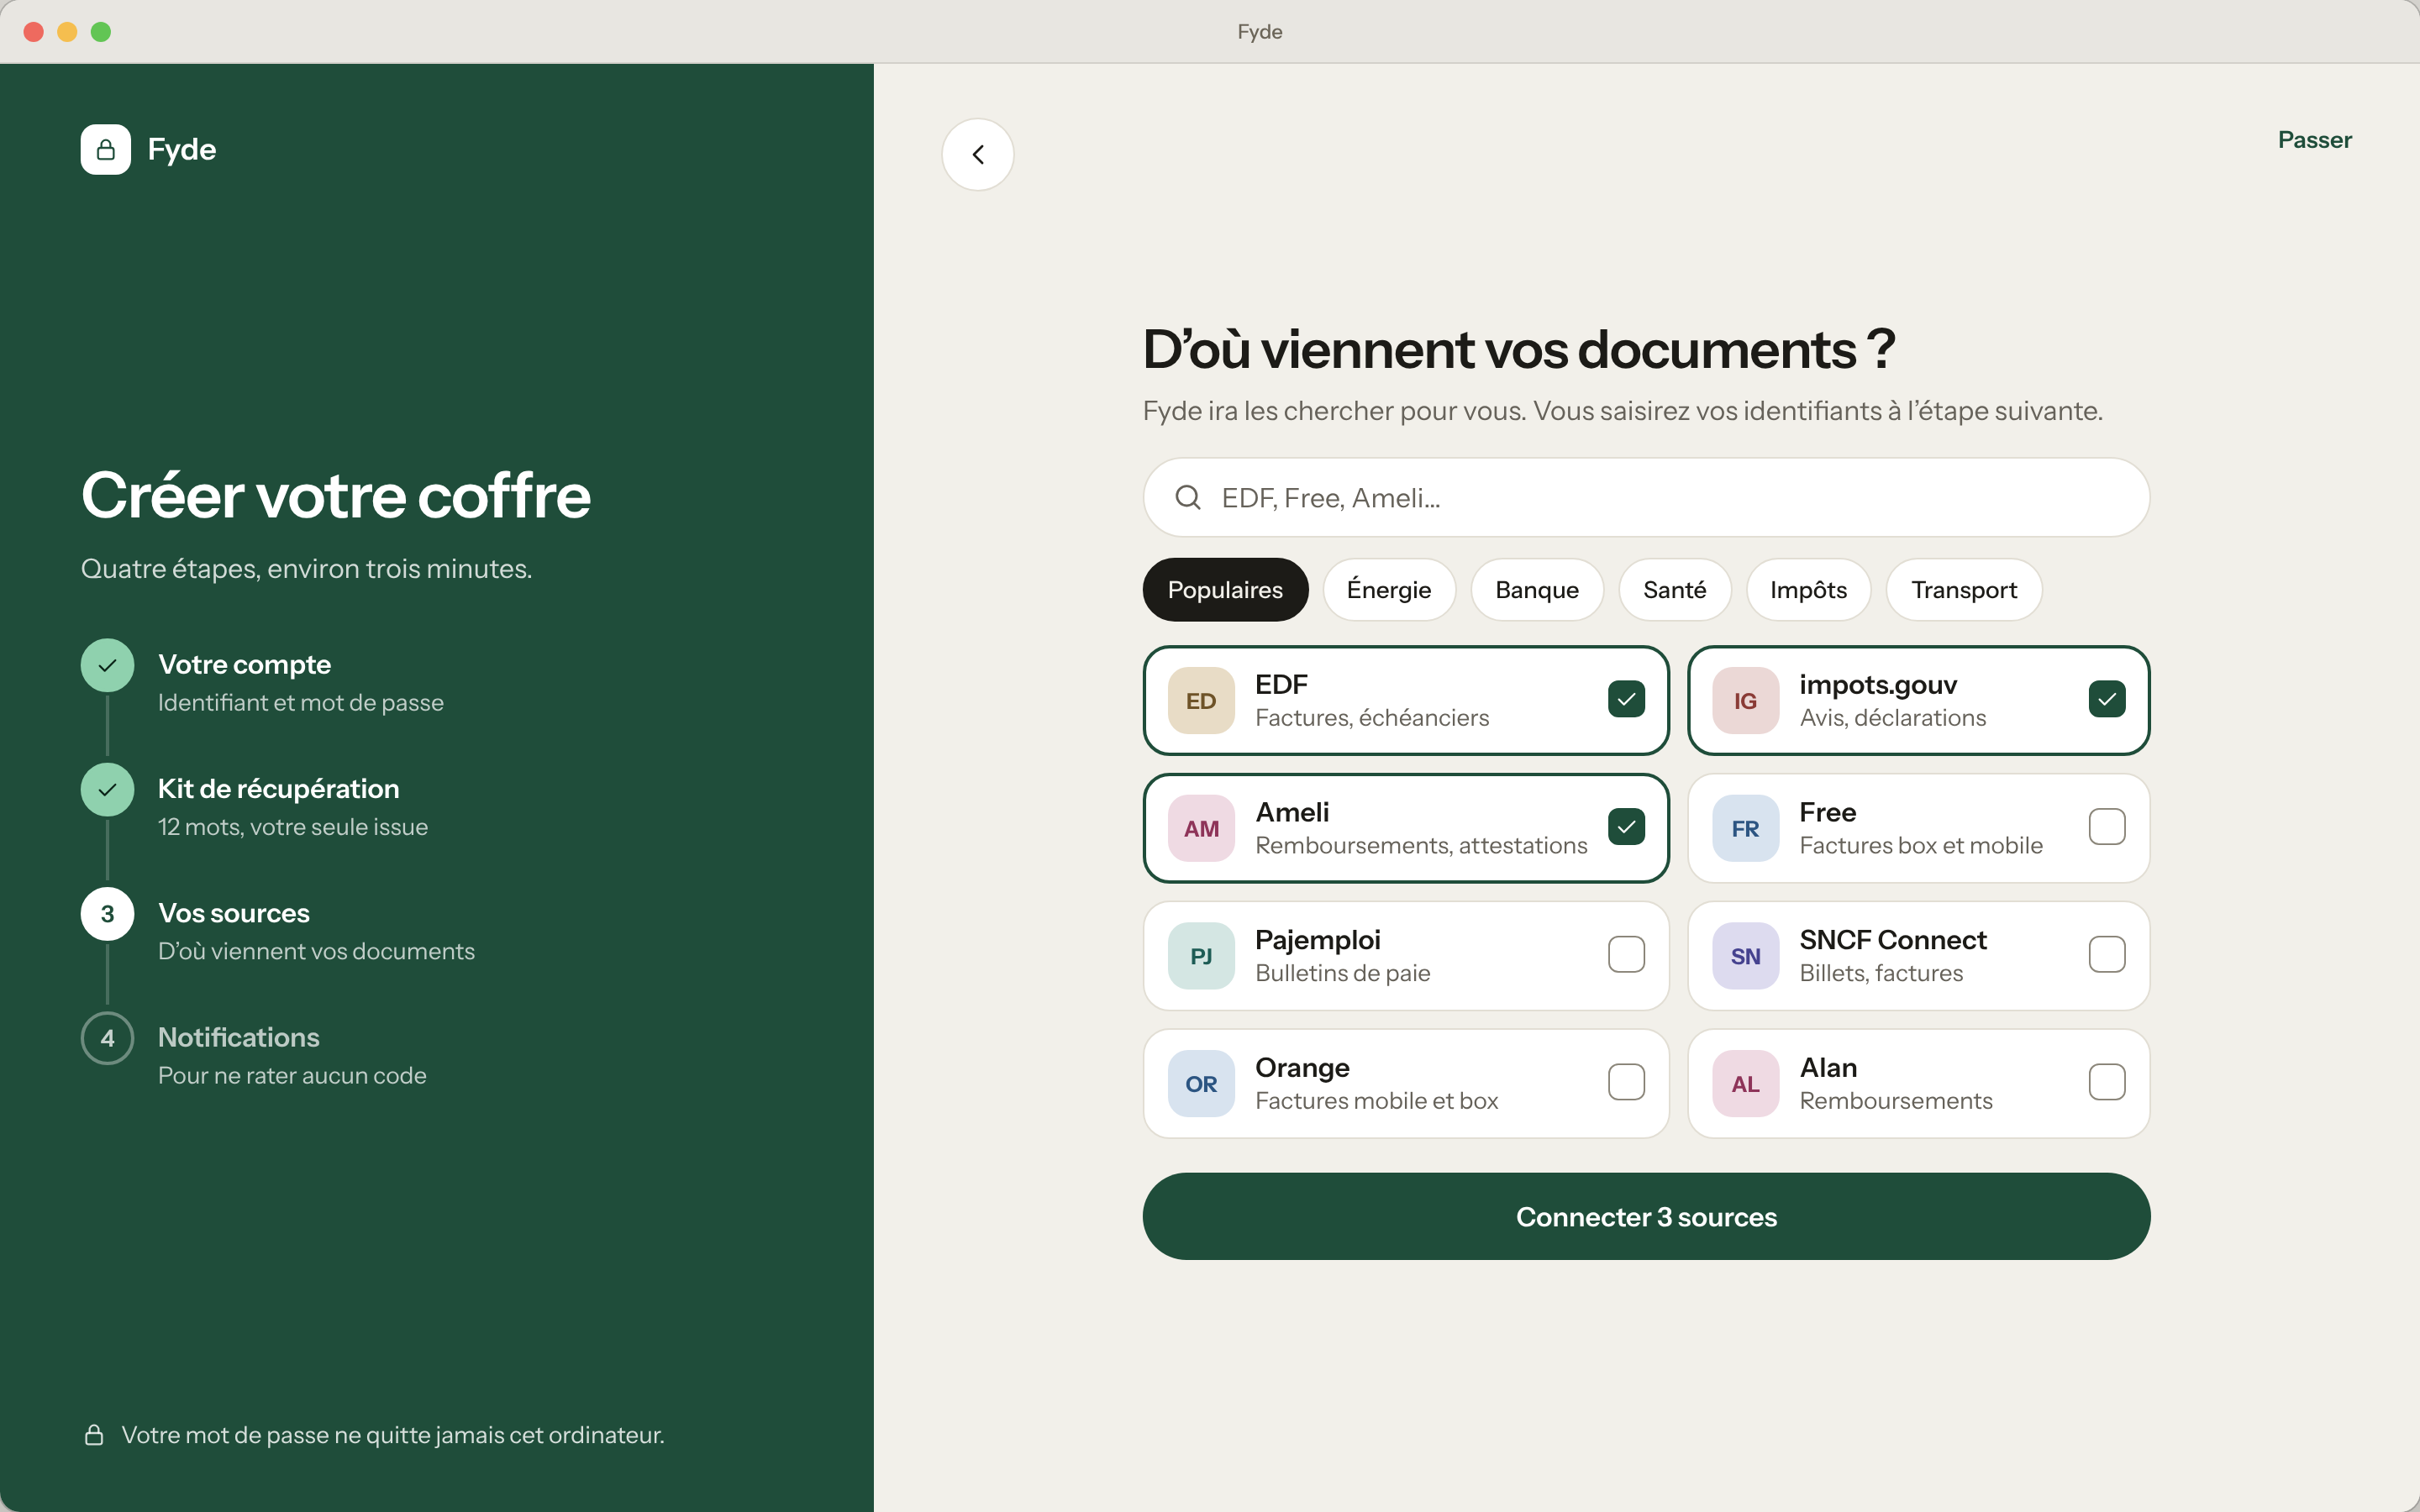 Fyde
Fyde
Créer votre coffre
Quatre étapes, environ trois minutes.
Votre compte
Identifiant et mot de passe
Kit de récupération
12 mots, votre seule issue
3
Vos sources
D’où viennent vos documents
4
Notifications
Pour ne rater aucun code
Votre mot de passe ne quitte jamais cet ordinateur.
Passer
D’où viennent vos documents ?
Fyde ira les chercher pour vous. Vous saisirez vos identifiants à l’étape suivante.
EDF, Free, Ameli...
Populaires Énergie Banque Santé Impôts Transport
ED
EDF
Factures, échéanciers
IG
impots.gouv
Avis, déclarations
AM
Ameli
Remboursements, attestations
FR
Free
Factures box et mobile
PJ
Pajemploi
Bulletins de paie
SN
SNCF Connect
Billets, factures
OR
Orange
Factures mobile et box
AL
Alan
Remboursements
Connecter 3 sources